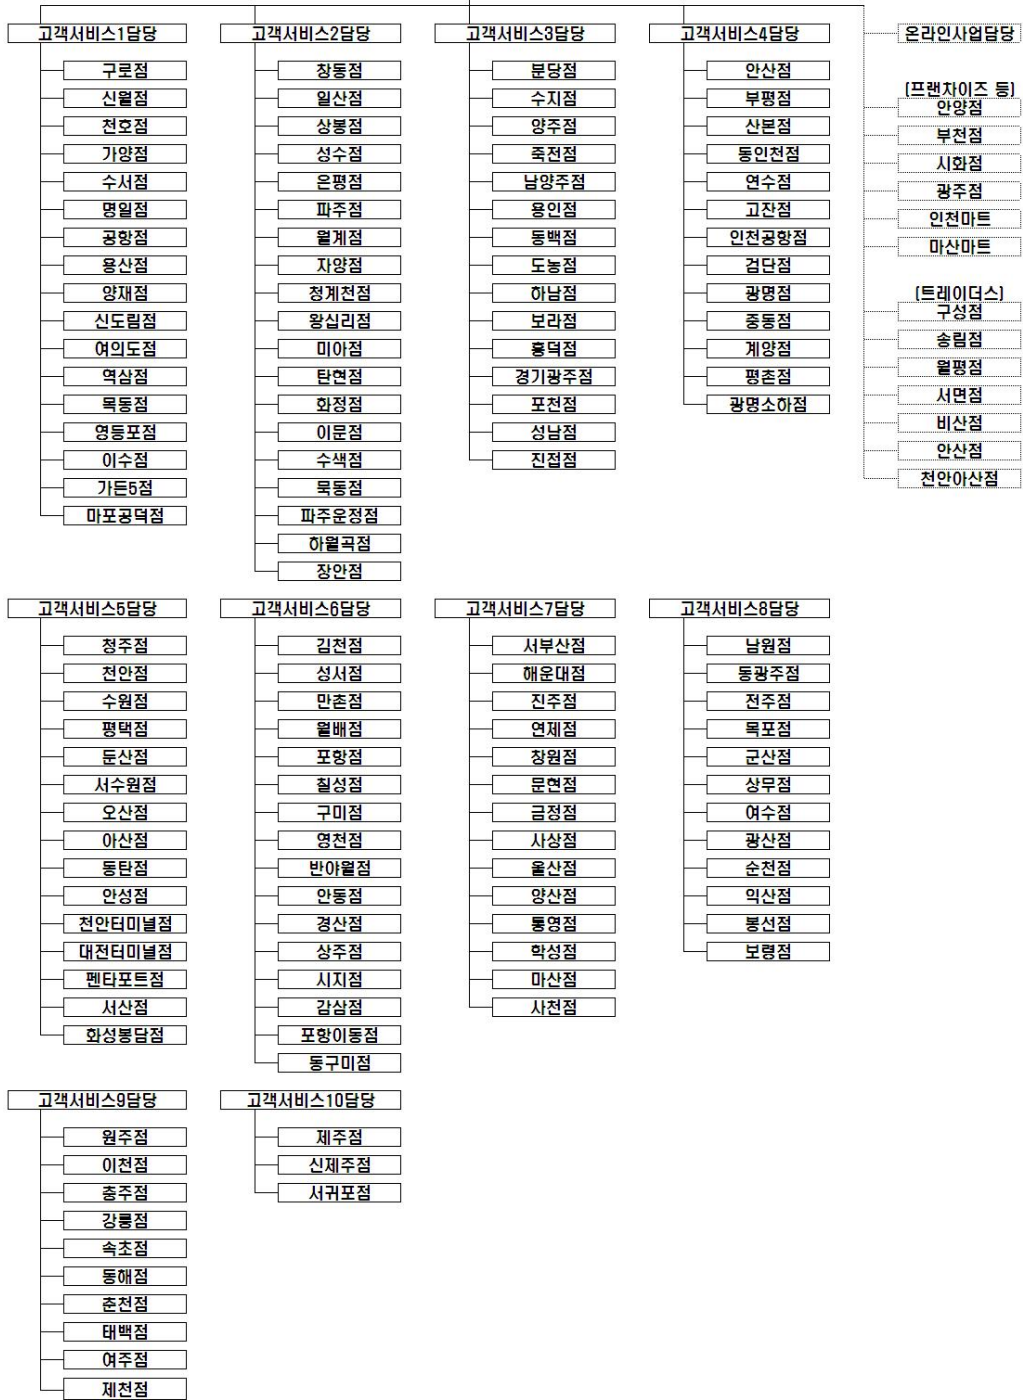 고객서비스1담당
구로점
신월점
천호점
가양점
수서점
명일점
공항점
용산점
양재점
신도림점
여의도점
역삼점
목동점
영등포점
이수점
가든5점
마포공덕점
고객서비스2담당
창동점
일산점
상봉점
성수점
은평점
파주점
월계점
자양점
청계천점
왕십리점
미아점
탄현점
화정점
이문점
수색점
묵동점
파주운정점
하월곡점
장안점
고객서비스3담당
분당점
수지점
양주점
죽전점
남양주점
용인점
동백점
도농점
하남점
보라점
흥덕점
경기광주점
포천점
성남점
진접점
고객서비스4담당
안산점
부평점
산본점
동인천점
연수점
고잔점
인천공항점
검단점
광명점
중동점
계양점
평촌점
광명소하점
온라인사업담당
(프랜차이즈 등)
안양점
부천점
시화점
광주점
인천마트
마산마트
(트레이더스)
구성점
송림점
월평점
서면점
비산점
안산점
천안아산점
고객서비스5담당
청주점
천안점
수원점
평택점
둔산점
서수원점
오산점
아산점
동탄점
안성점
천안터미널점
대전터미널점
펜타포트점
서산점
화성봉담점
고객서비스6담당
김천점
성서점
만촌점
월배점
포항점
칠성점
구미점
영천점
반야월점
안동점
경산점
상주점
시지점
감삼점
포항이동점
동구미점
고객서비스7담당
서부산점
해운대점
진주점
연제점
창원점
문현점
금정점
사상점
울산점
양산점
통영점
학성점
마산점
사천점
고객서비스8담당
남원점
동광주점
전주점
목포점
군산점
상무점
여수점
광산점
순천점
익산점
봉선점
보령점
고객서비스9담당
원주점
이천점
충주점
강릉점
속초점
동해점
춘천점
태백점
여주점
제천점
고객서비스10담당
제주점
신제주점
서귀포점